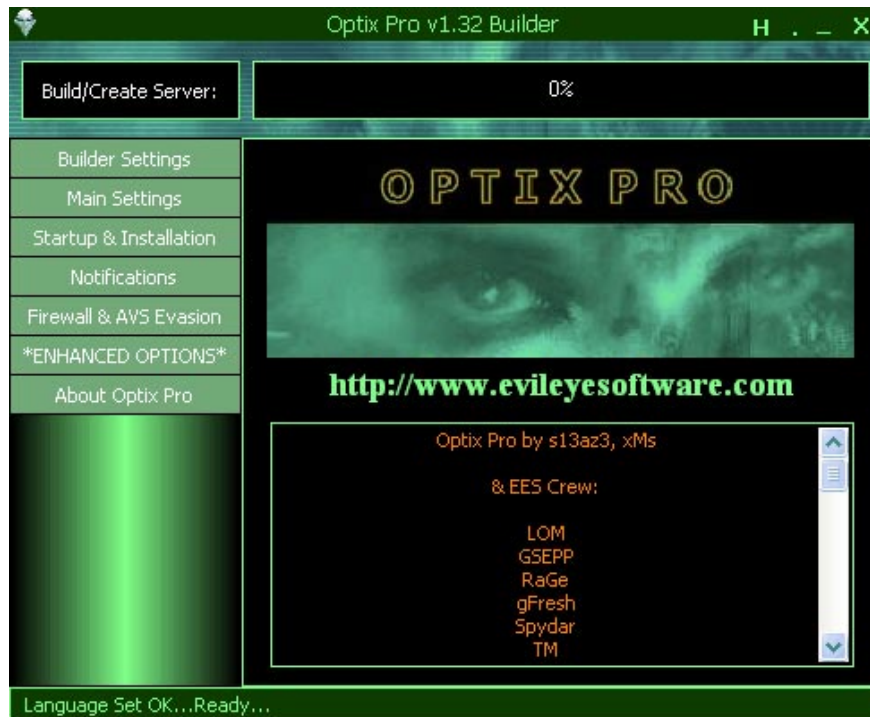 Optix Pro v1.32 Builder
H . _ X
Build/Create Server:
0%
Builder Settings
Main Settings
Startup & Installation
Notifications
Firewall & AVS Evasion
*ENHANCED OPTIONS*
About Optix Pro
OPTIX PRO
http://www.evileyesoftware.com
Optix Pro by s13az3, xMs
& EES Crew:
LOM
GSEPP
RaGe
gFresh
Spydar
TM
Language Set OK...Ready...